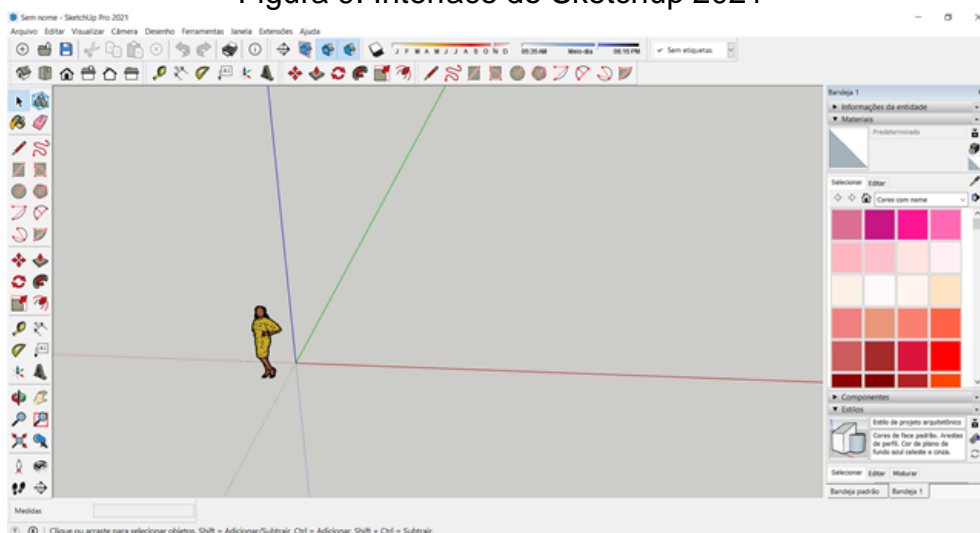 Figura 6: Interface do Sketchup 2021
Sem nome - SketchUp Pro 2021
Arquivo Editar Visualizar Câmera Desenho Ferramentas Janela Extensões Ajuda
J F M A M J J A S O N D 05:35 AM Meio-dia 06:15 PM Sem etiquetas
Bandeja 1
Informações da entidade
Materiais
Predeterminado
Selecionar Editar
Cores com nome
Componentes
Estilos
Estilo de projeto arquitetônico
Cores de face padrão. Arestas
de perfil. Cor de plano de
fundo azul celeste e cinza.
Selecionar Editar Misturar
Bandeja padrão Bandeja 1
Medidas
Clique ou arraste para selecionar objetos. Shift = Adicionar/Subtrair. Ctrl = Adicionar. Shift + Ctrl = Subtrair.